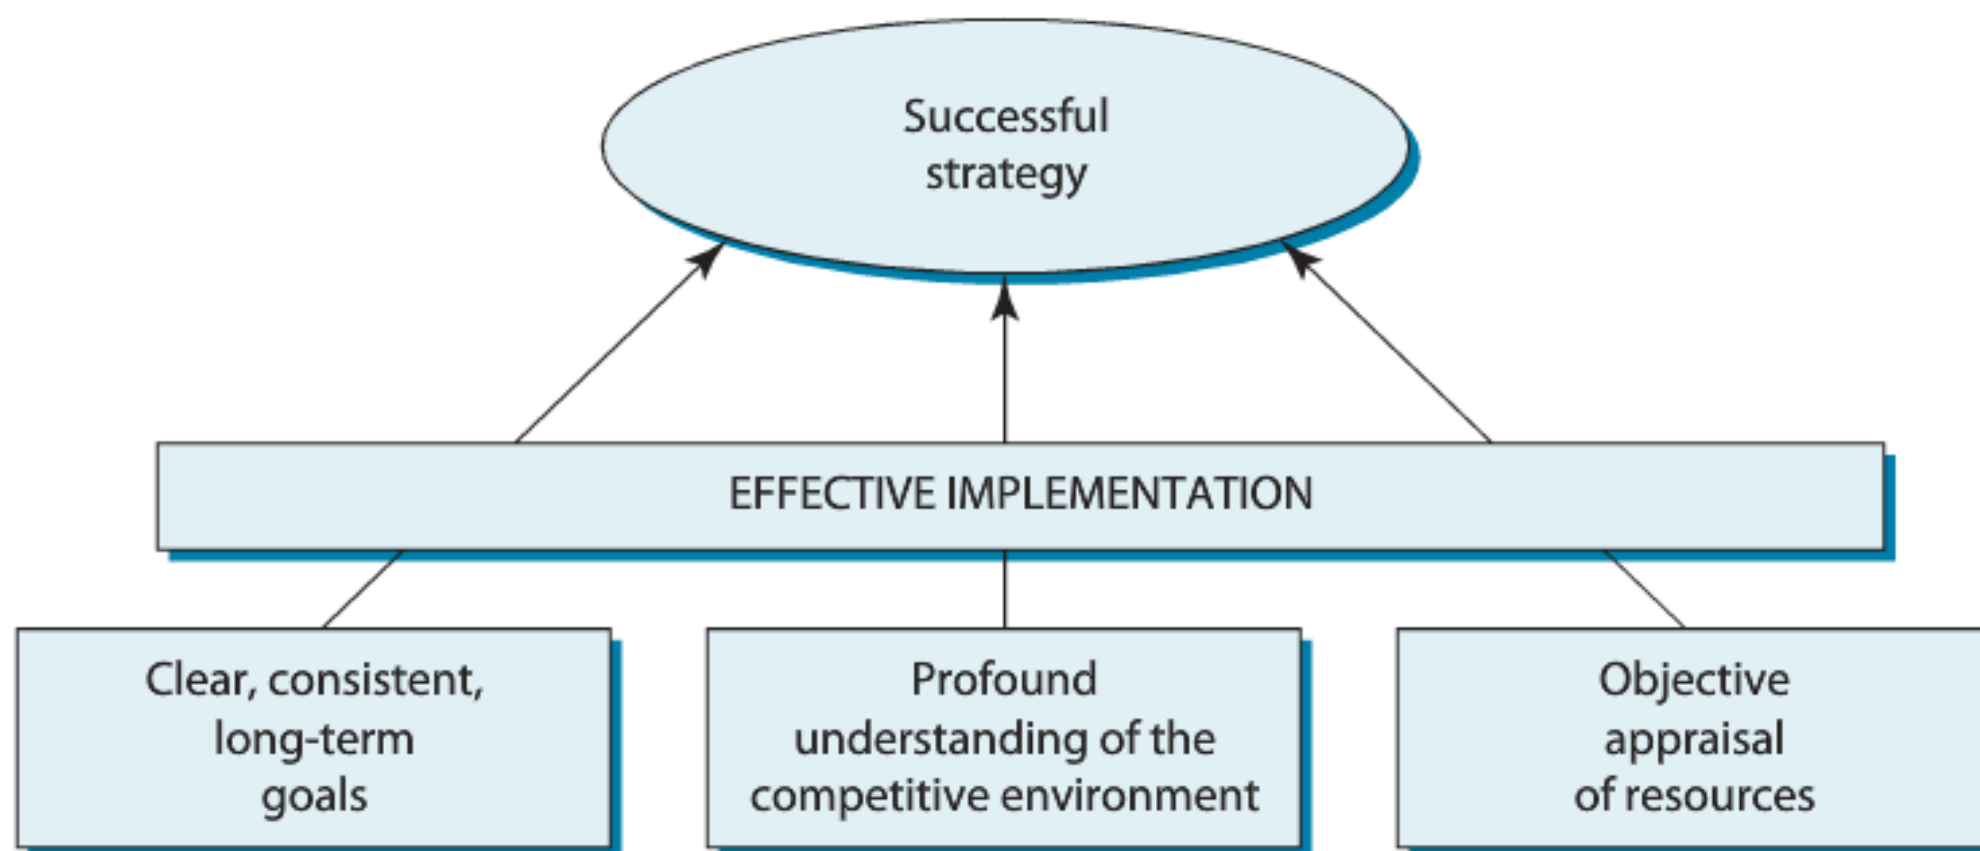 Successful
strategy
EFFECTIVE IMPLEMENTATION
Clear, consistent,
long-term
goals
Profound
understanding of the
competitive environment
Objective
appraisal
of resources